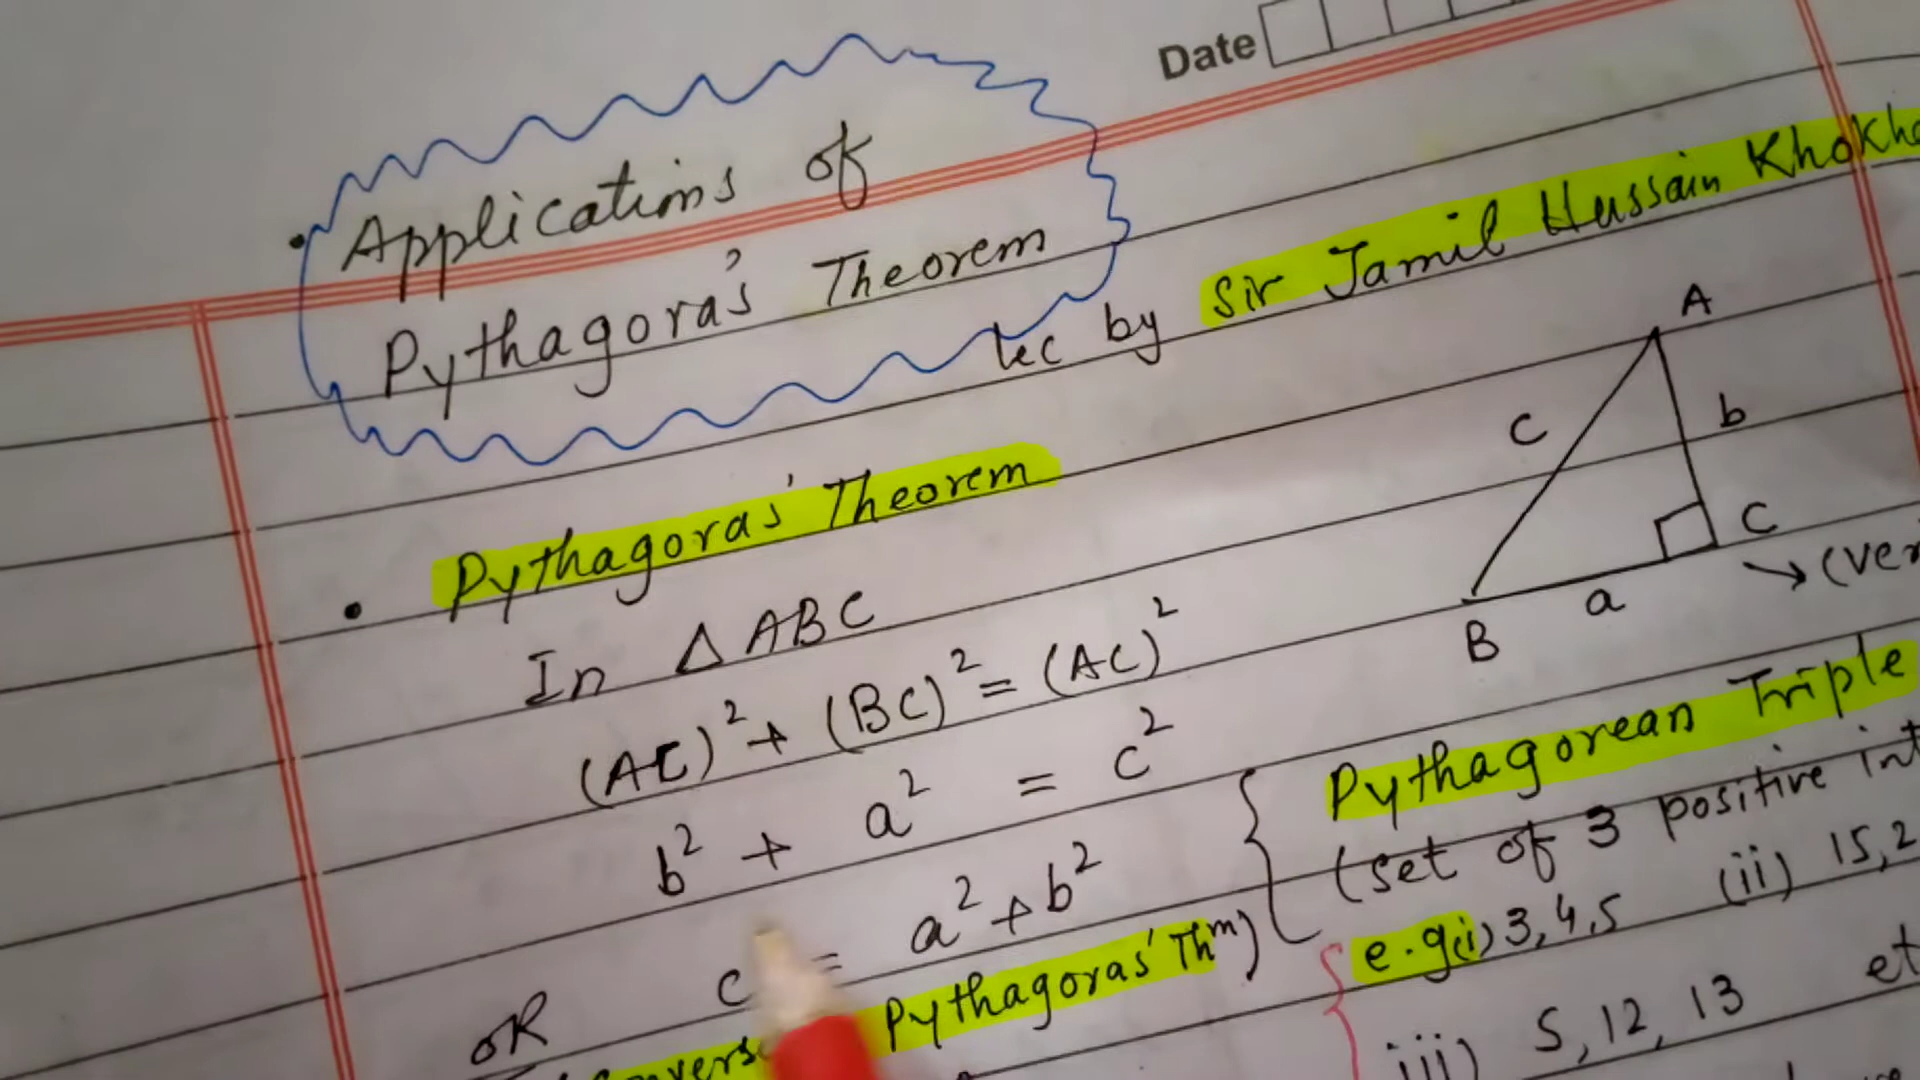 Date
Applications of
Pythagoras' Theorem
lec by Sir Jamil Hussain
A
c
b
C
B
a
• Pythagoras' Theorem
In △ABC
(AC)² + (BC)² = (AC)²
b² + a² = c²
OR c = a² + b²
Pythagoras' Thm)
Pythagorean Triple
(set of 3 positive
e.g(i) 3,4,5 (ii) 15,
iii) 5, 12, 13